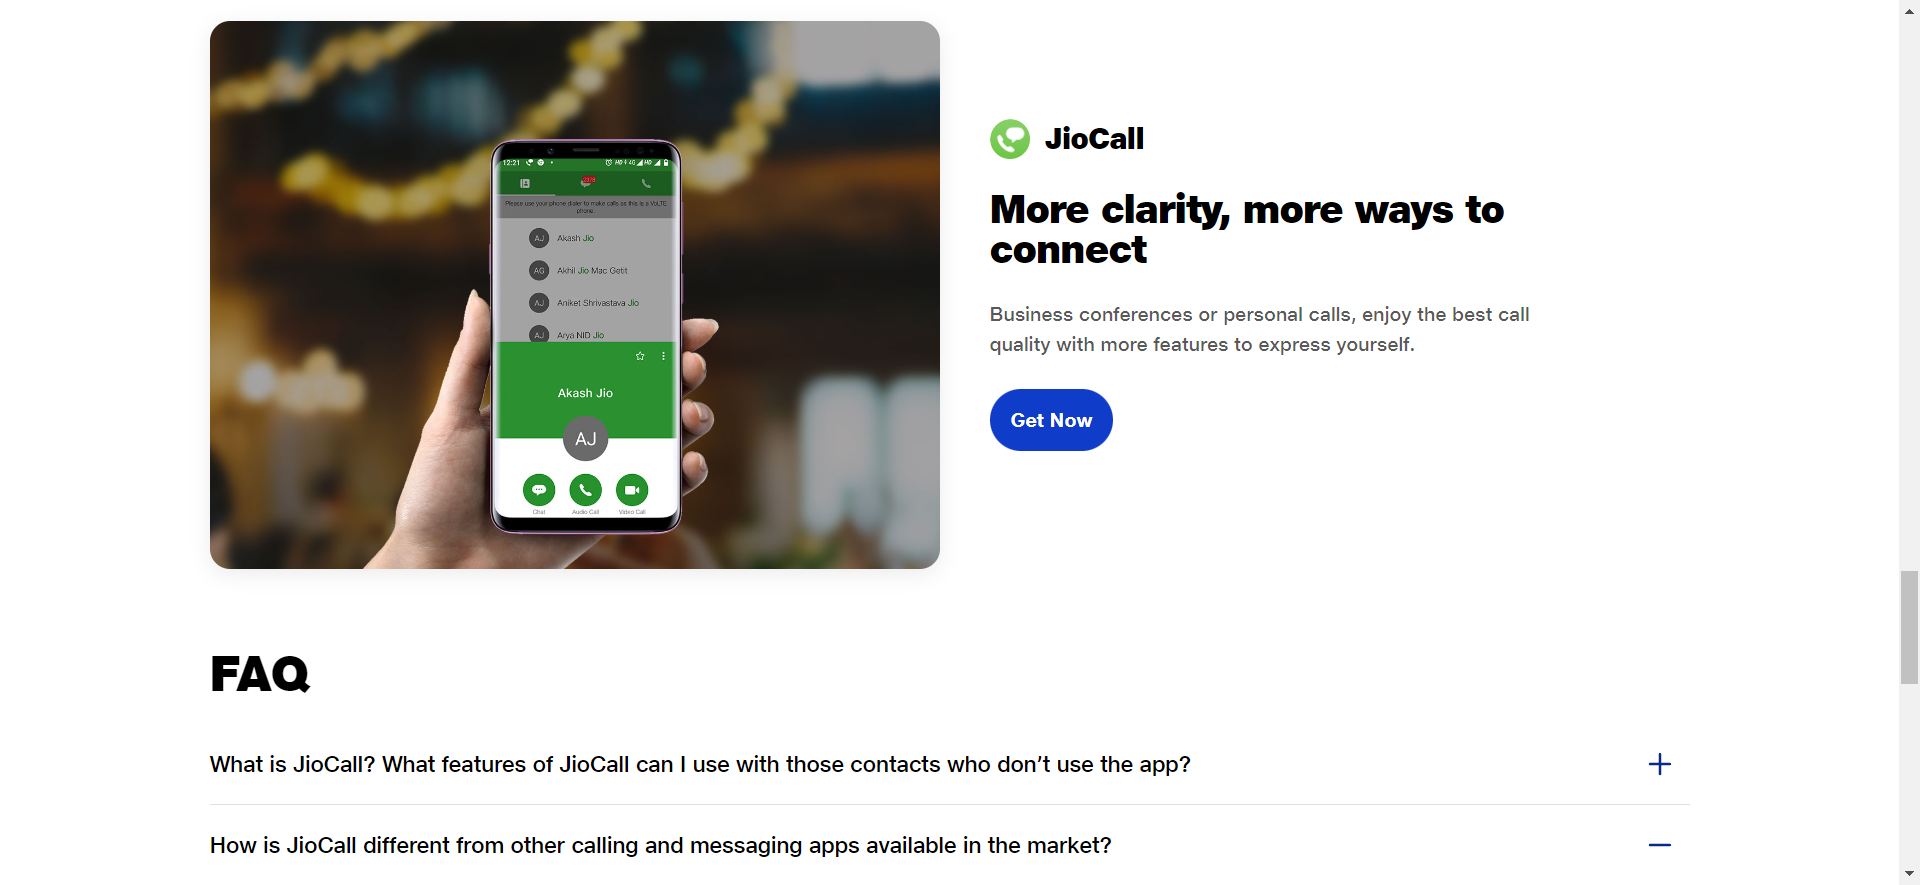 12:21
HD 4G HD
2378
Please use your phone dialer to make calls as this is a VoLTE
phone.
AJ Akash Jio
AG Akhil Jio Mac Getit
AJ Aniket Shrivastava Jio
AJ Arya NID Jio
Akash Jio
AJ
Chat Audio Call Video Call
JioCall
More clarity, more ways to
connect
Business conferences or personal calls, enjoy the best call
quality with more features to express yourself.
Get Now
FAQ
What is JioCall? What features of JioCall can I use with those contacts who don’t use the app?
How is JioCall different from other calling and messaging apps available in the market?